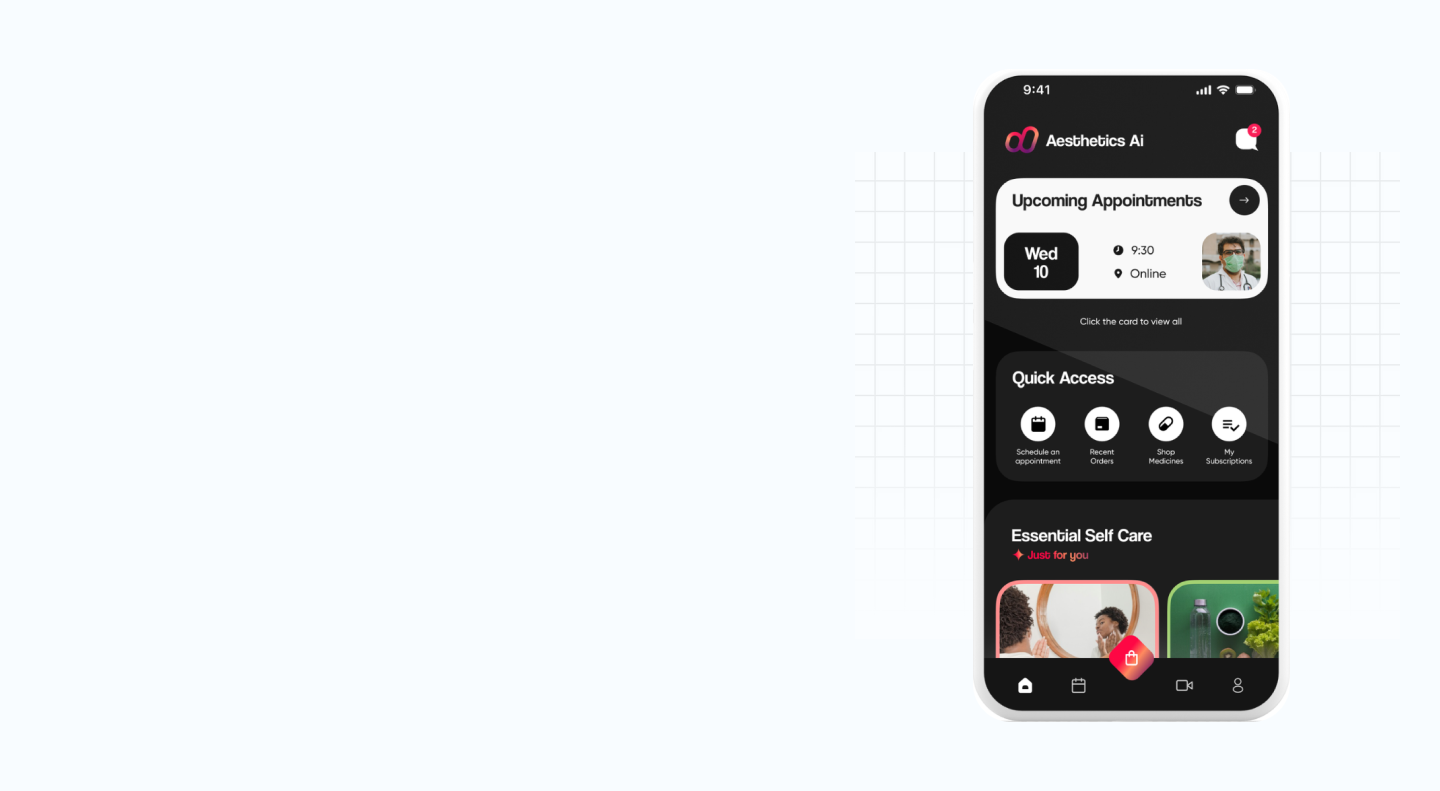 9:41
Aesthetics Ai
2
Upcoming Appointments
Wed
10
9:30
Online
Click the card to view all
Quick Access
Schedule an
appointment
Recent
Orders
Shop
Medicines
My
Subscriptions
Essential Self Care
Just for you